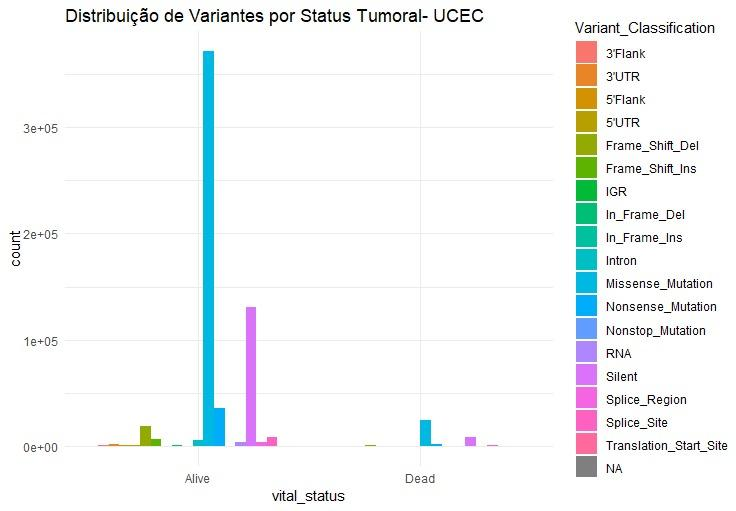 Distribuição de Variantes por Status Tumoral- UCEC
Variant_Classification
3'Flank
3'UTR
5'Flank
5'UTR
Frame_Shift_Del
Frame_Shift_Ins
IGR
In_Frame_Del
In_Frame_Ins
Intron
Missense_Mutation
Nonsense_Mutation
Nonstop_Mutation
RNA
Silent
Splice_Region
Splice_Site
Translation_Start_Site
NA
count
3e+05
2e+05
1e+05
0e+00
Alive
Dead
vital_status